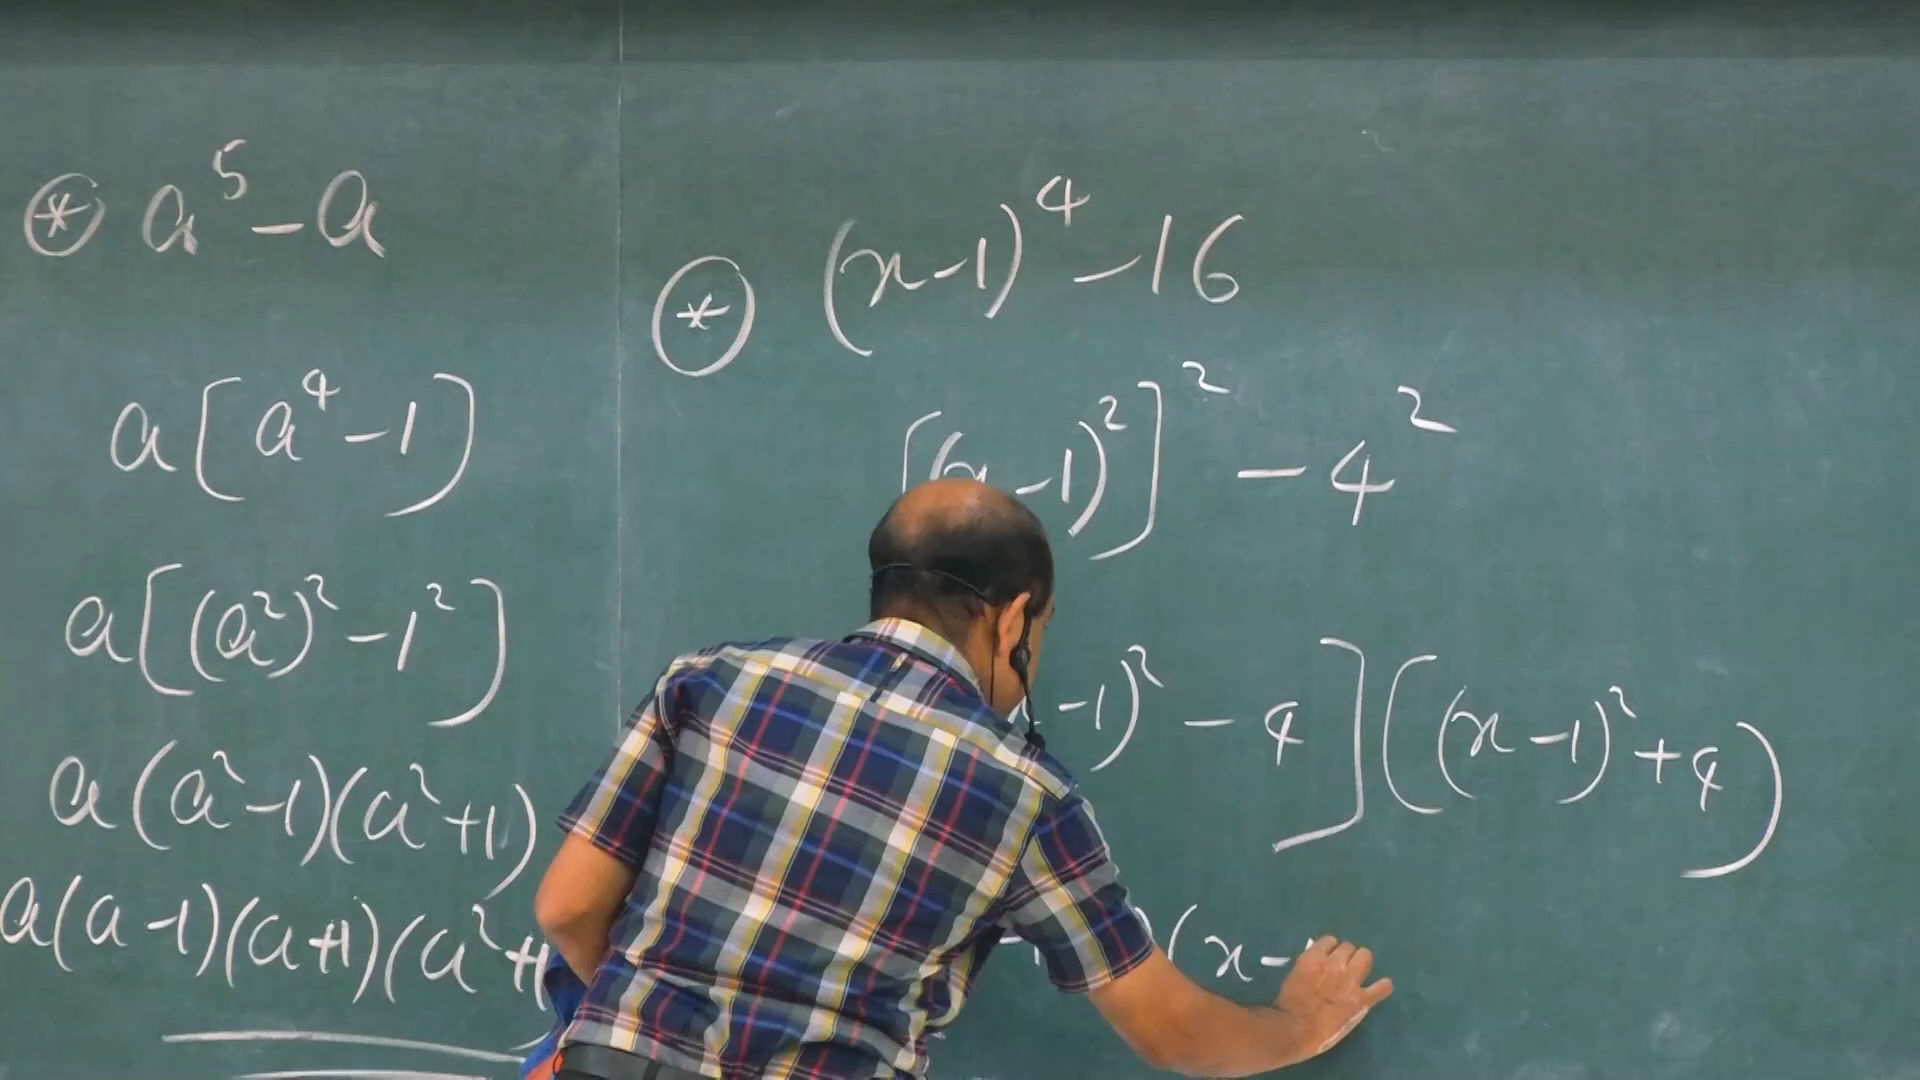 ⊛ a⁵ - a
a[a⁴ - 1]
a[(a²)² - 1²]
a(a² - 1)(a² + 1)
a(a - 1)(a + 1)(a² + 1
⊛ (x - 1)⁴ - 16
[(x - 1)²]² - 4²
- 1)² - 4][(x - 1)² + 4)
(x -